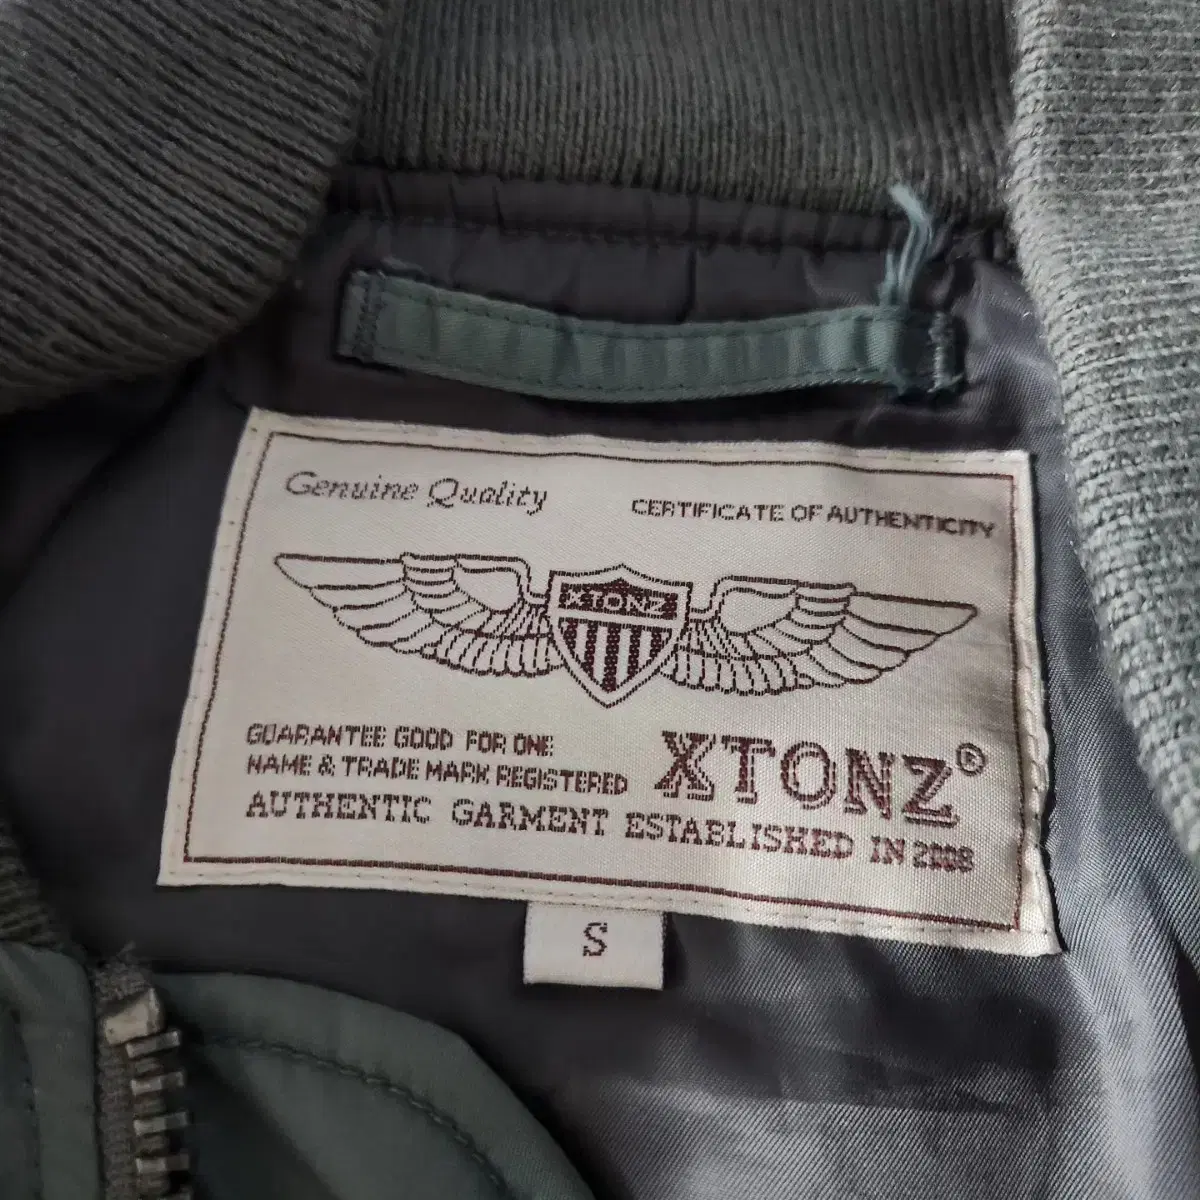 Genuine Quality
CERTIFICATE OF AUTHENTICITY
XTONZ
GUARANTEE GOOD FOR ONE
NAME & TRADE MARK REGISTERED
XTONZ®
AUTHENTIC GARMENT ESTABLISHED IN 2008
S